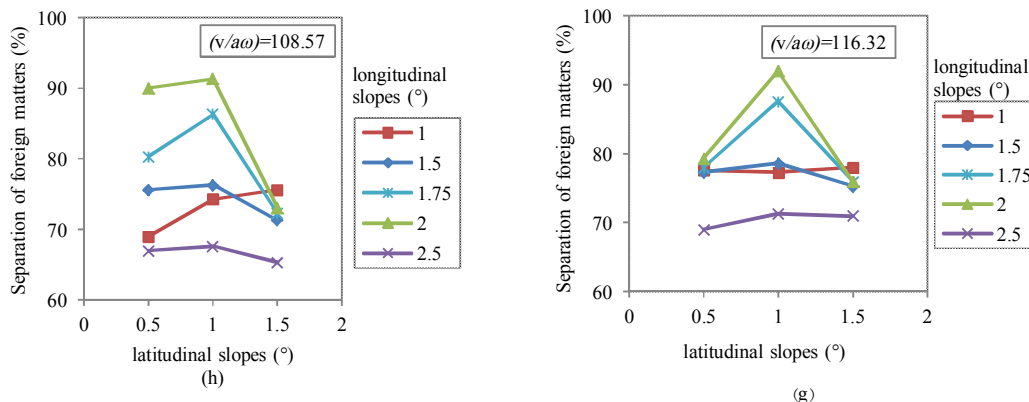 100
90
80
70
60
Separation of foreign matters (%)
(v/aω)=108.57
0
0.5
1
1.5
2
latitudinal slopes (°)
(h)
longitudinal
slopes (°)
1
1.5
1.75
2
2.5
100
90
80
70
60
Separation of foreign matters (%)
(v/aω)=116.32
0
0.5
1
1.5
2
latitudinal slopes (°)
(g)
longitudinal
slopes (°)
1
1.5
1.75
2
2.5